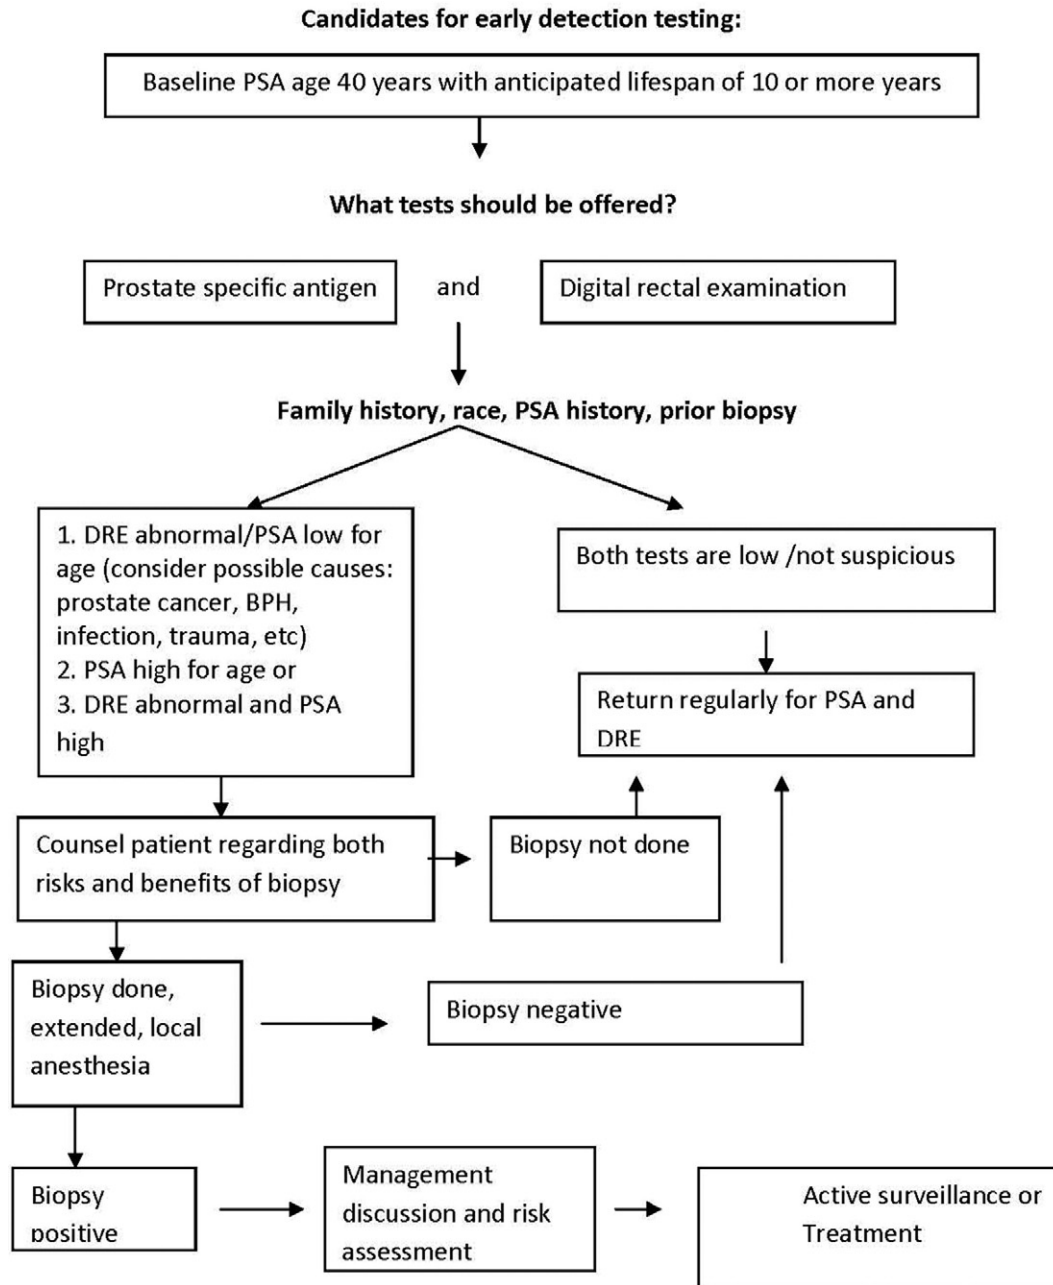 Candidates for early detection testing:
Baseline PSA age 40 years with anticipated lifespan of 10 or more years
What tests should be offered?
Prostate specific antigen
and
Digital rectal examination
Family history, race, PSA history, prior biopsy
1. DRE abnormal/PSA low for
age (consider possible causes:
prostate cancer, BPH,
infection, trauma, etc)
2. PSA high for age or
3. DRE abnormal and PSA
high
Both tests are low /not suspicious
Return regularly for PSA and
DRE
Counsel patient regarding both
risks and benefits of biopsy
Biopsy not done
Biopsy done,
extended, local
anesthesia
Biopsy negative
Biopsy
positive
Management
discussion and risk
assessment
Active surveillance or
Treatment